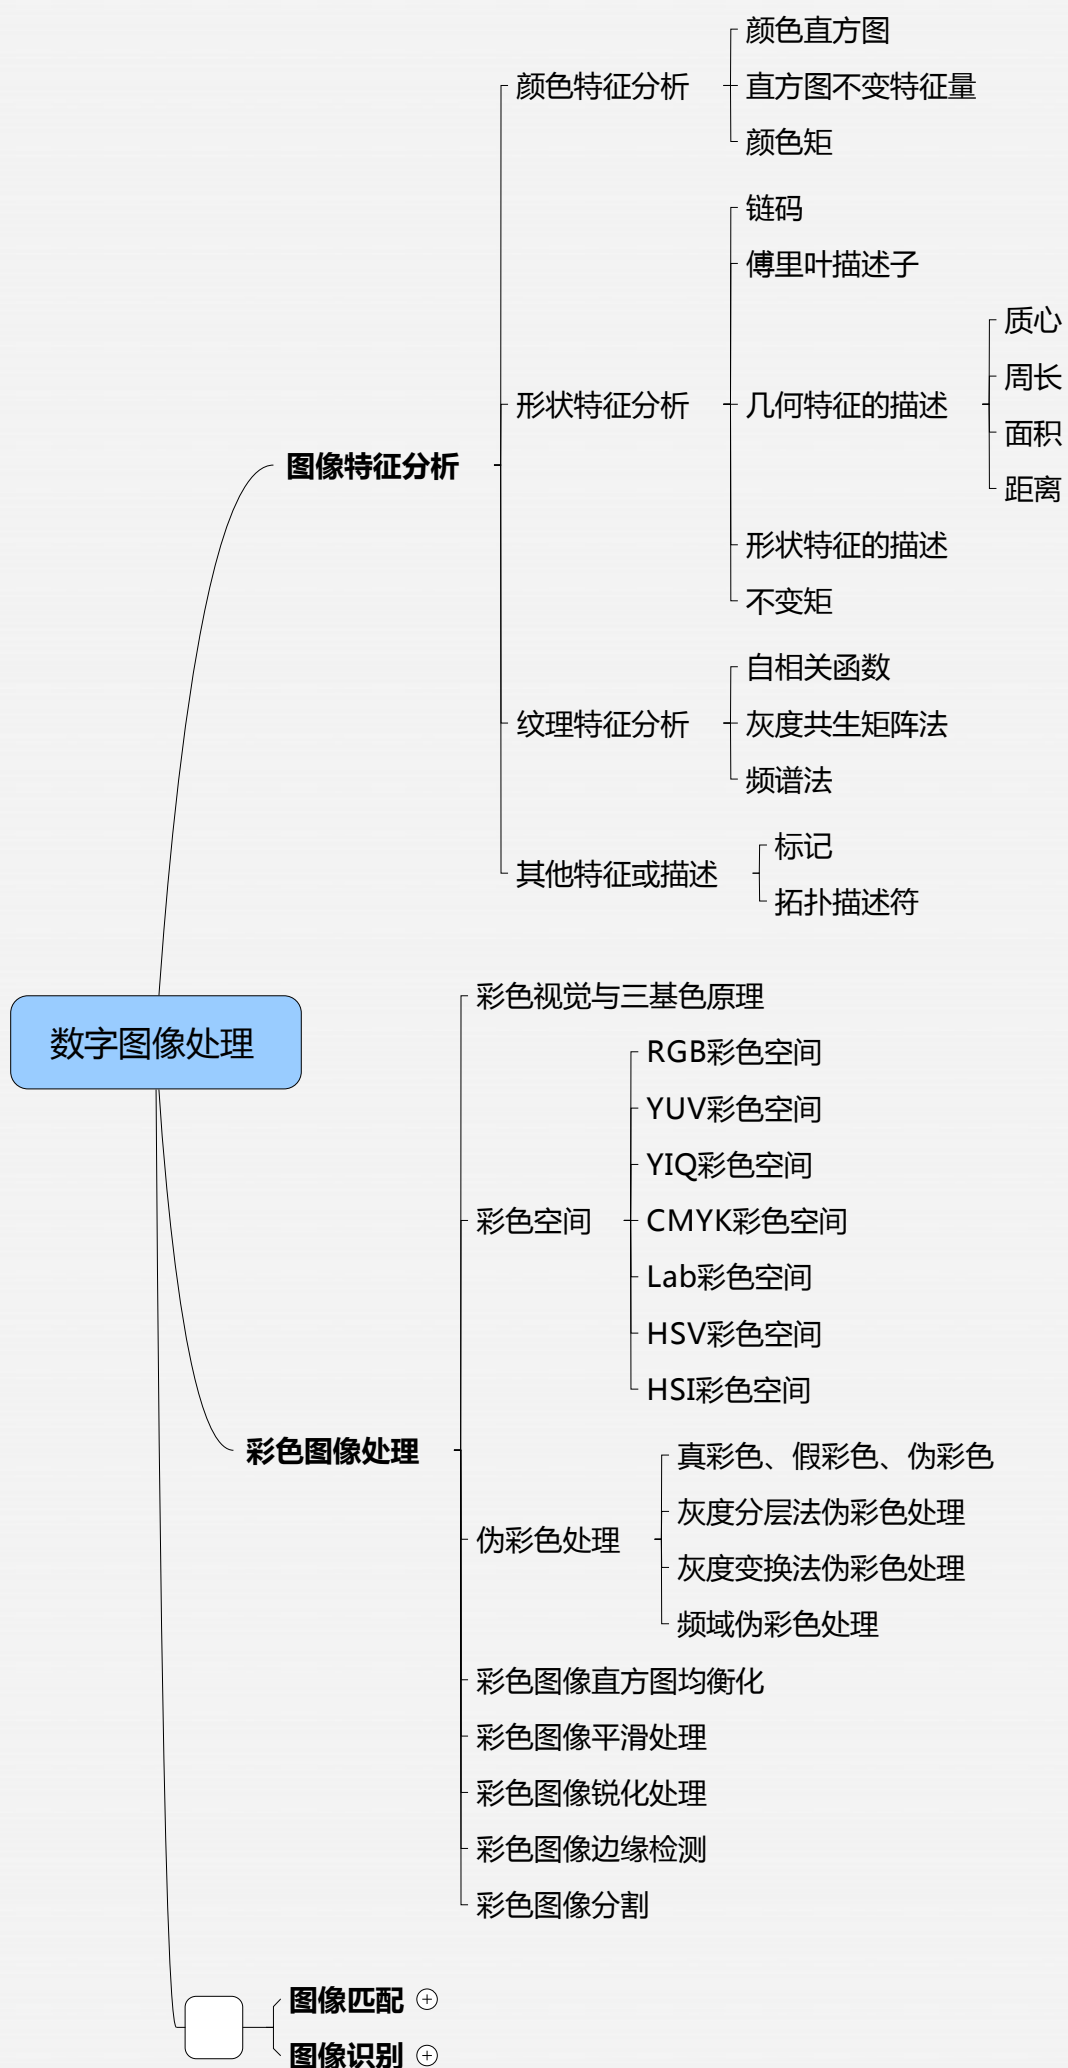 数字图像处理
图像特征分析
颜色特征分析
颜色直方图
直方图不变特征量
颜色矩
形状特征分析
链码
傅里叶描述子
几何特征的描述
质心
周长
面积
距离
形状特征的描述
不变矩
纹理特征分析
自相关函数
灰度共生矩阵法
频谱法
其他特征或描述
标记
拓扑描述符
彩色图像处理
彩色视觉与三基色原理
彩色空间
RGB彩色空间
YUV彩色空间
YIQ彩色空间
CMYK彩色空间
Lab彩色空间
HSV彩色空间
HSI彩色空间
伪彩色处理
真彩色、假彩色、伪彩色
灰度分层法伪彩色处理
灰度变换法伪彩色处理
频域伪彩色处理
彩色图像直方图均衡化
彩色图像平滑处理
彩色图像锐化处理
彩色图像边缘检测
彩色图像分割
图像匹配
图像识别